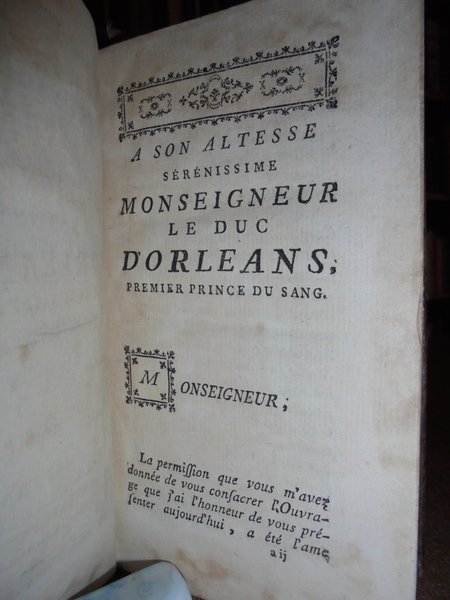 A SON ALTESSE
SÉRÉNISSIME
MONSEIGNEUR
LE DUC
D'ORLEANS,
PREMIER PRINCE DU SANG.
MONSEIGNEUR,
La permiſſion que vous m'avez
donnée de vous conſacrer l'Ouvra-
ge que j'ai l'honneur de vous pré-
ſenter aujourd'hui, a été l'ame
aij